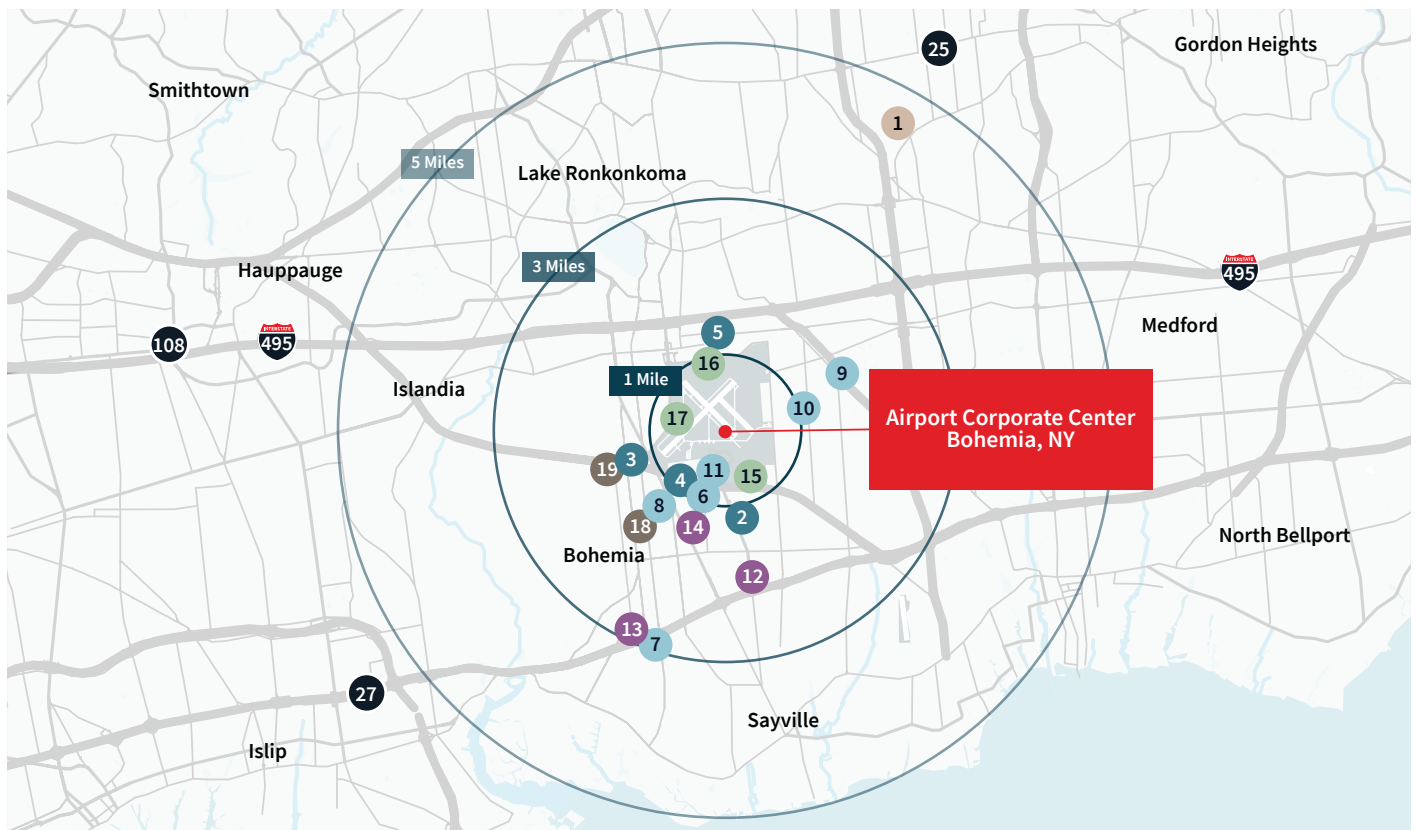 25
Gordon Heights
Smithtown
1
5 Miles
Lake Ronkonkoma
3 Miles
Hauppauge
INTERSTATE
495
Medford
5
INTERSTATE
495
108
16
9
1 Mile
Islandia
10
17
Airport Corporate Center
Bohemia, NY
3
19
11
15
4
6
8
2
18
14
North Bellport
Bohemia
12
13
7
27
Sayville
Islip